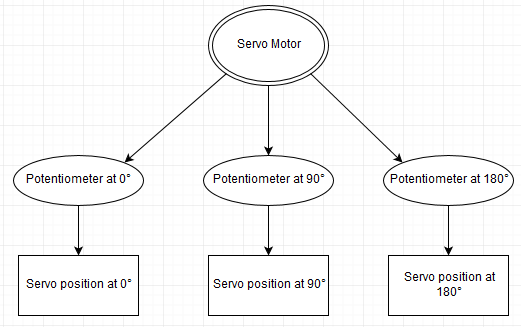 Servo Motor
Potentiometer at 0°
Potentiometer at 90°
Potentiometer at 180°
Servo position at 0°
Servo position at 90°
Servo position at
180°